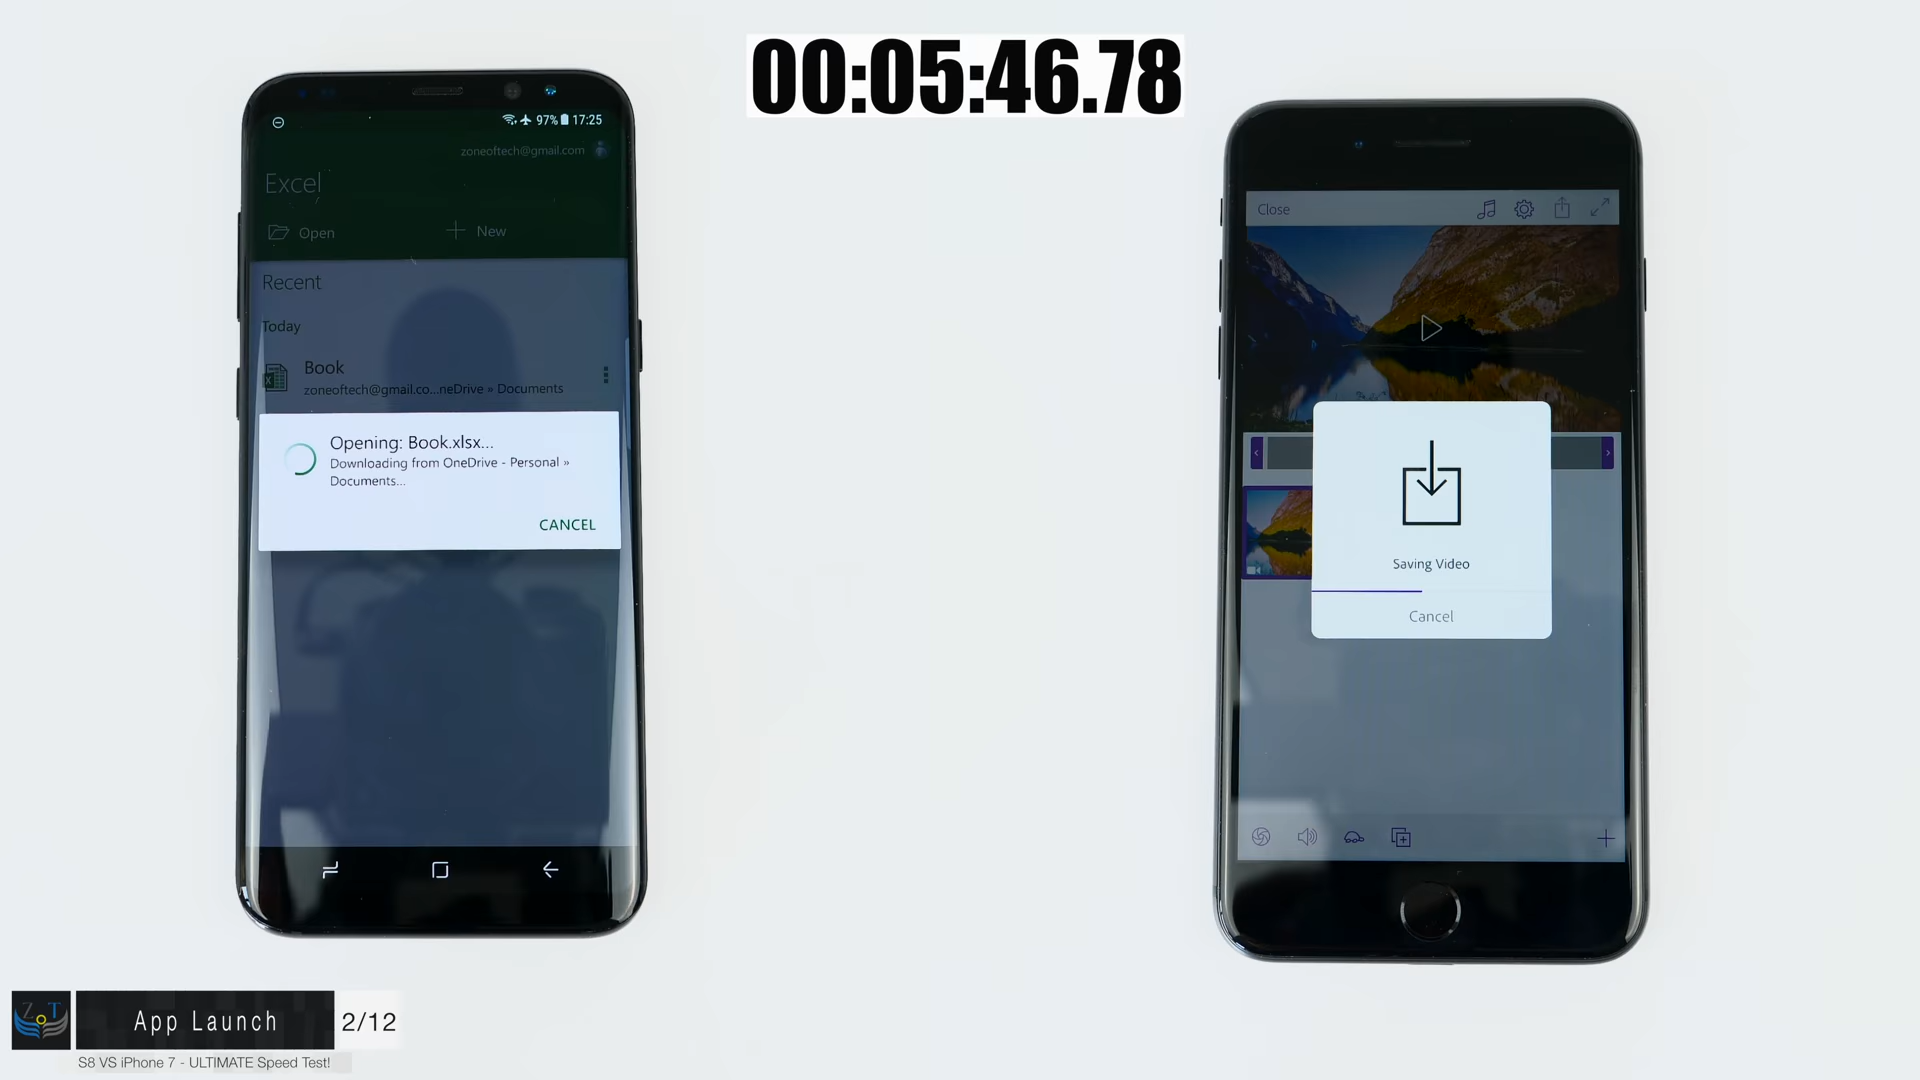 00:05:46.78
97% 17:25
zoneoftech@gmail.com
Excel
Open
New
Recent
Today
Book
zoneoftech@gmail.co...neDrive » Documents
Opening: Book.xlsx...
Downloading from OneDrive - Personal »
Documents...
CANCEL
Close
Saving Video
Cancel
ZoT
App Launch
2/12
S8 VS iPhone 7 - ULTIMATE Speed Test!